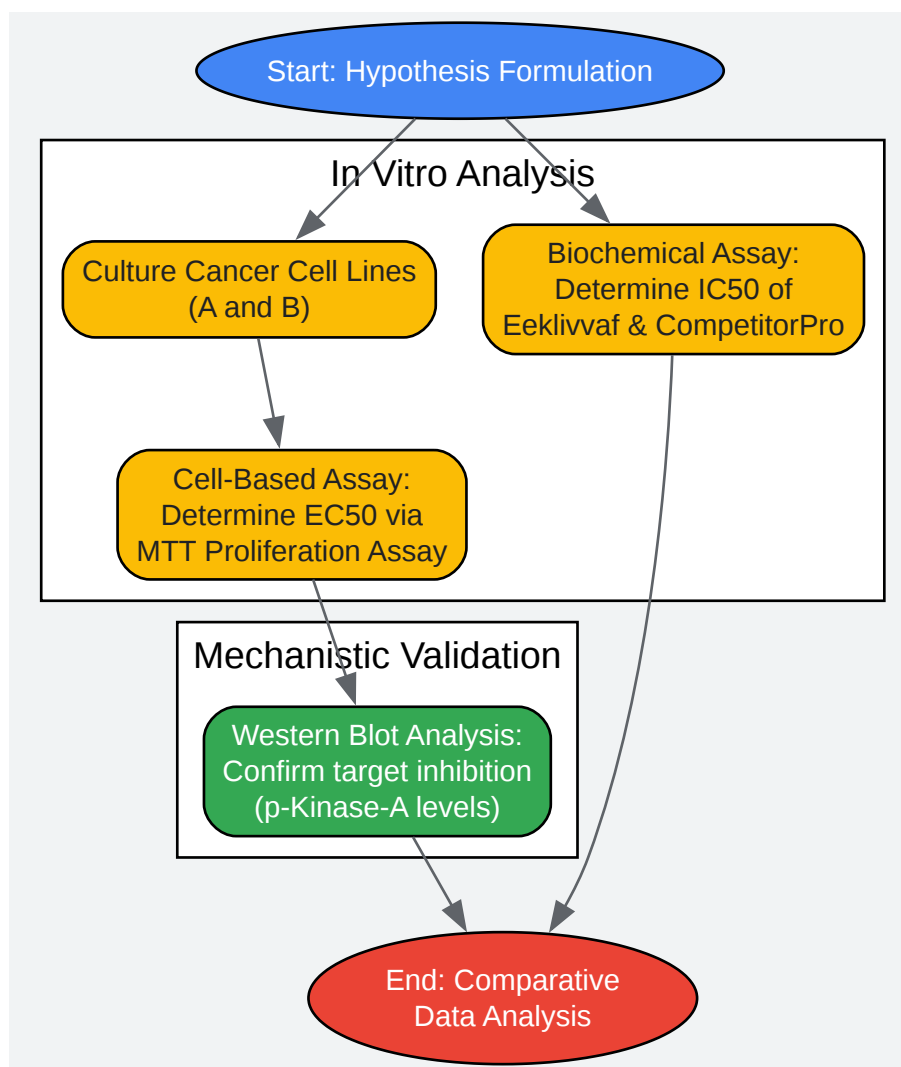 Start: Hypothesis Formulation
In Vitro Analysis
Culture Cancer Cell Lines
(A and B)
Biochemical Assay:
Determine IC50 of
Eeklivvaf & CompetitorPro
Cell-Based Assay:
Determine EC50 via
MTT Proliferation Assay
Mechanistic Validation
Western Blot Analysis:
Confirm target inhibition
(p-Kinase-A levels)
End: Comparative
Data Analysis